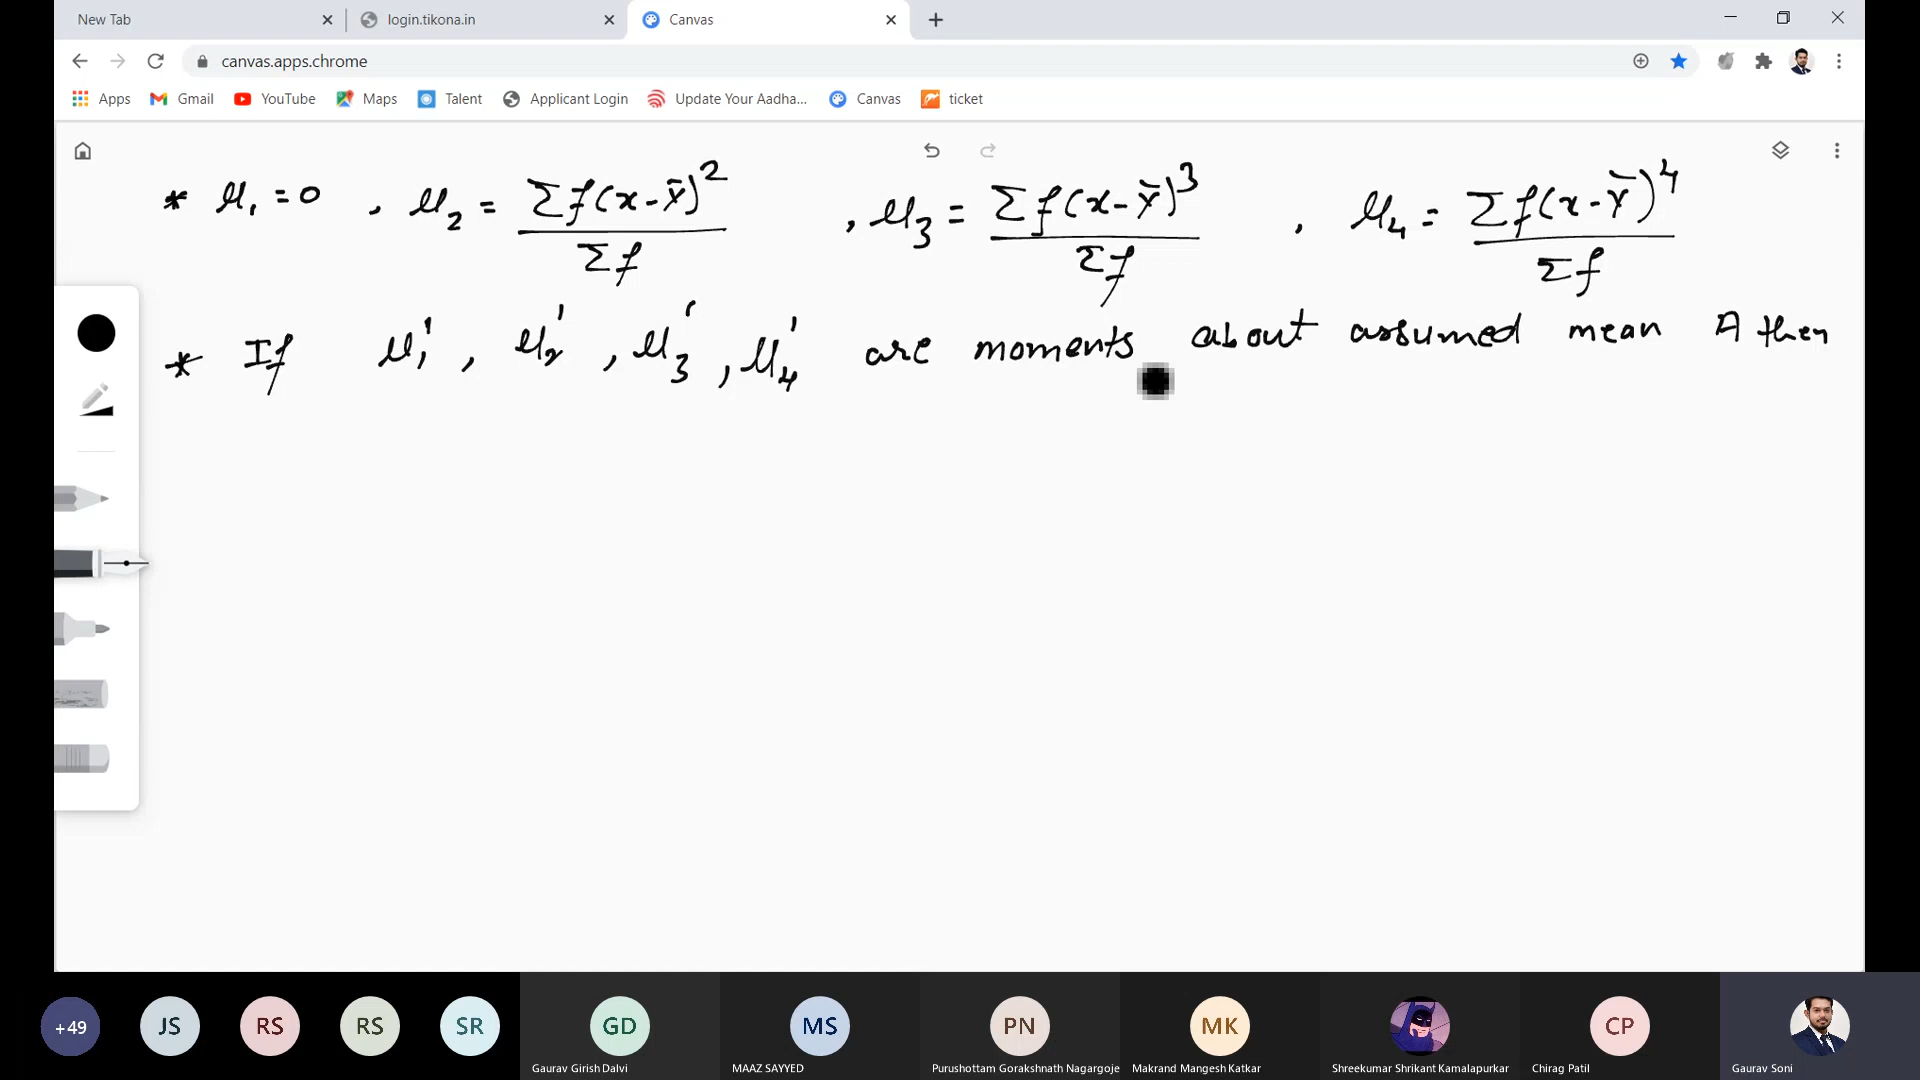 New Tab
login.tikona.in
Canvas
canvas.apps.chrome
Apps Gmail YouTube Maps Talent Applicant Login Update Your Aadha... Canvas ticket
* μ₁ = 0 , μ₂ = Σf(x-x̄)² / Σf , μ₃ = Σf(x-x̄)³ / Σf , μ₄ = Σf(x-x̄)⁴ / Σf
* If μ₁' , μ₂' , μ₃' , μ₄' are moments about assumed mean A then
+49 JS RS RS SR GD MS PN MK CP
Gaurav Girish Dalvi MAAZ SAYYED Purushottam Gorakshnath Nagargoje Makrand Mangesh Katkar Shreekumar Shrikant Kamalapurkar Chirag Patil Gaurav Soni